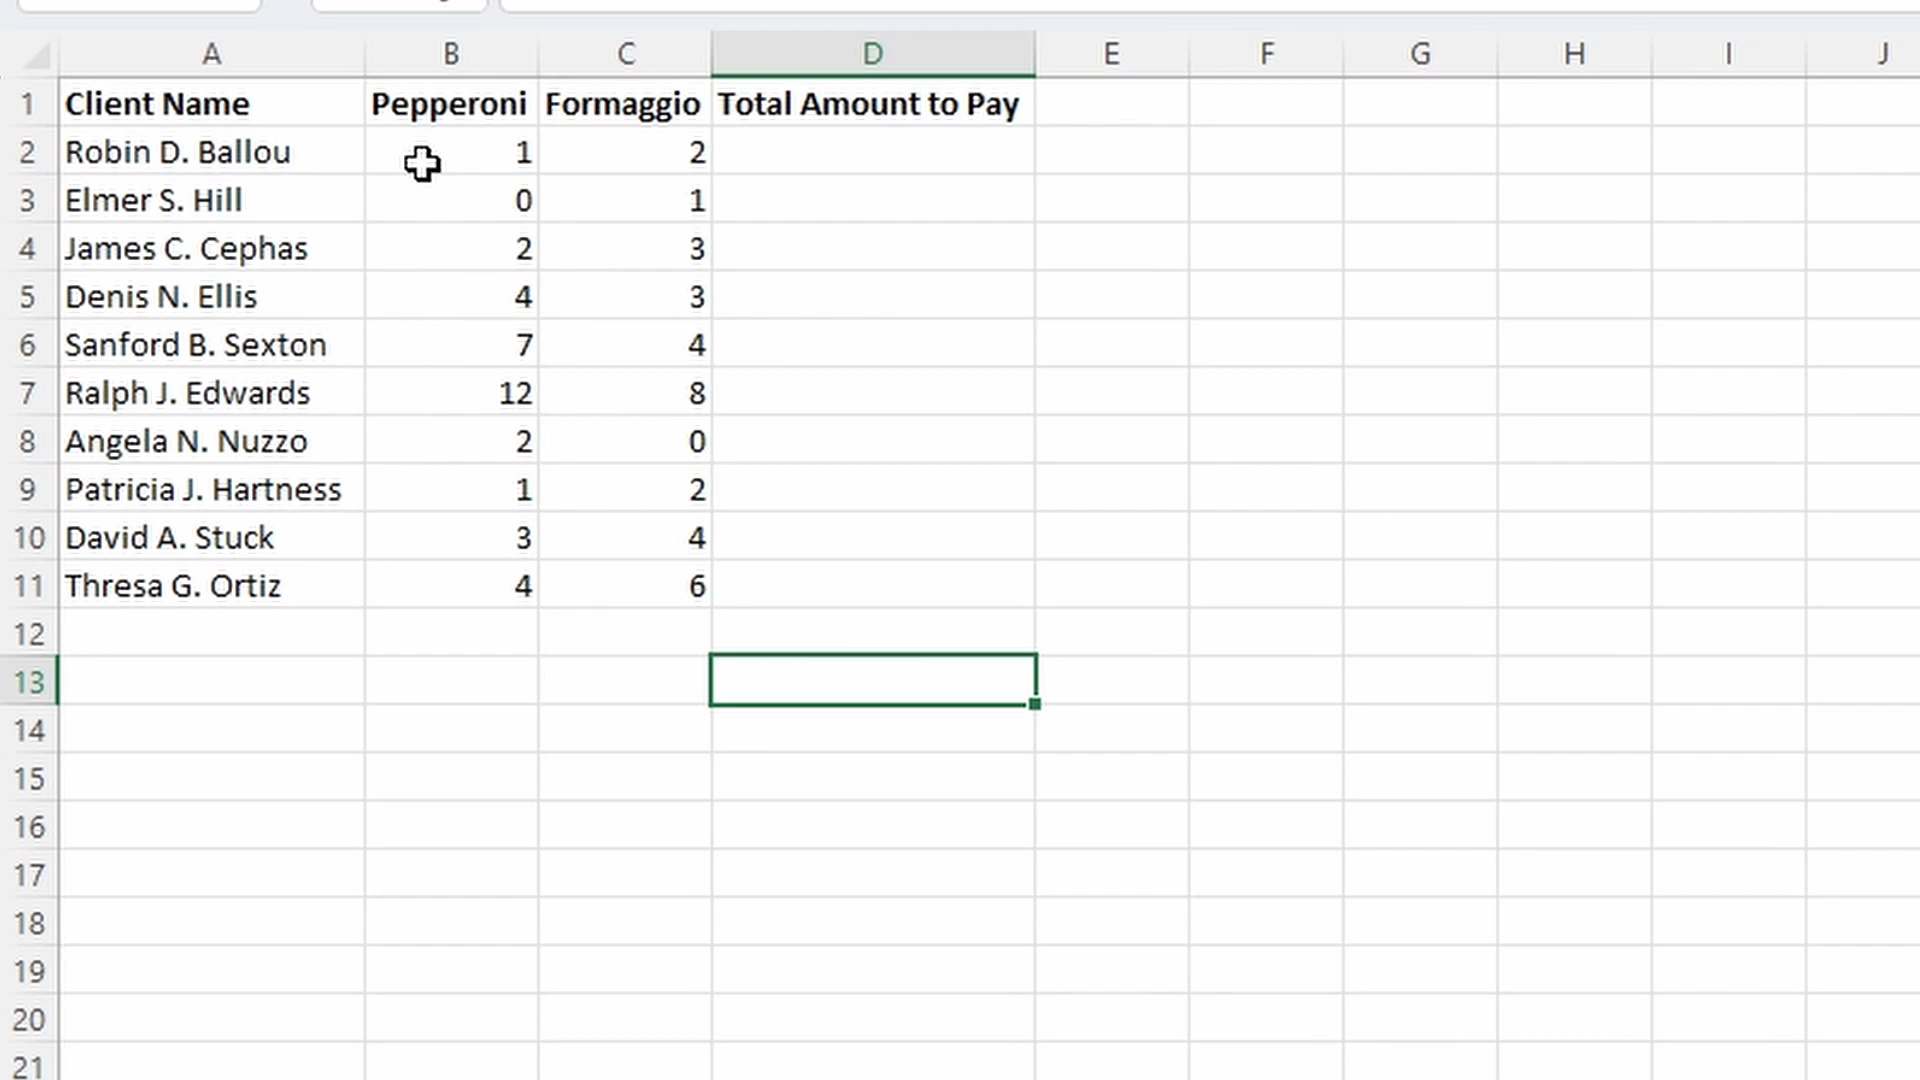 A B C D E F G H I J
1 Client Name Pepperoni Formaggio Total Amount to Pay
2 Robin D. Ballou 1 2
3 Elmer S. Hill 0 1
4 James C. Cephas 2 3
5 Denis N. Ellis 4 3
6 Sanford B. Sexton 7 4
7 Ralph J. Edwards 12 8
8 Angela N. Nuzzo 2 0
9 Patricia J. Hartness 1 2
10 David A. Stuck 3 4
11 Thresa G. Ortiz 4 6
12
13
14
15
16
17
18
19
20
21